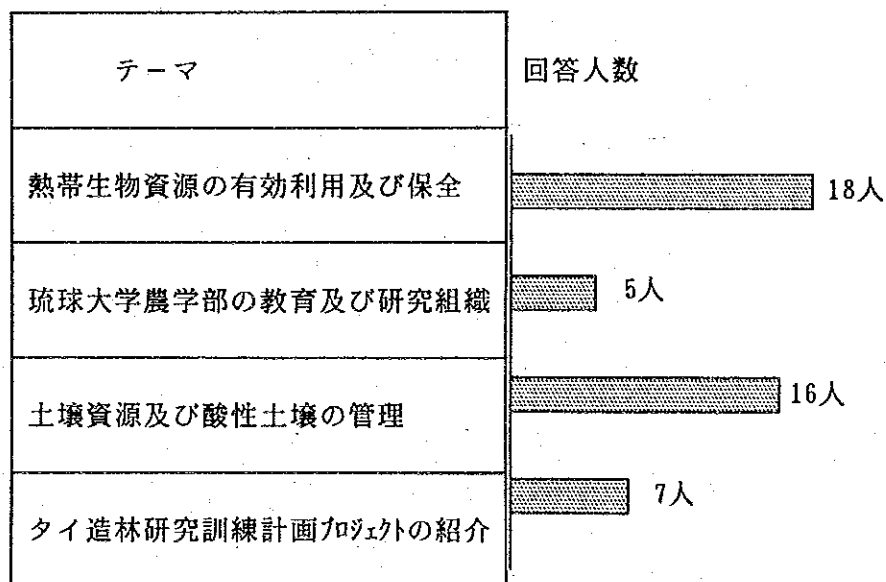 テーマ 回答人数
熱帯生物資源の有効利用及び保全 18人
琉球大学農学部の教育及び研究組織 5人
土壌資源及び酸性土壌の管理 16人
タイ造林研究訓練計画プロジェクトの紹介 7人